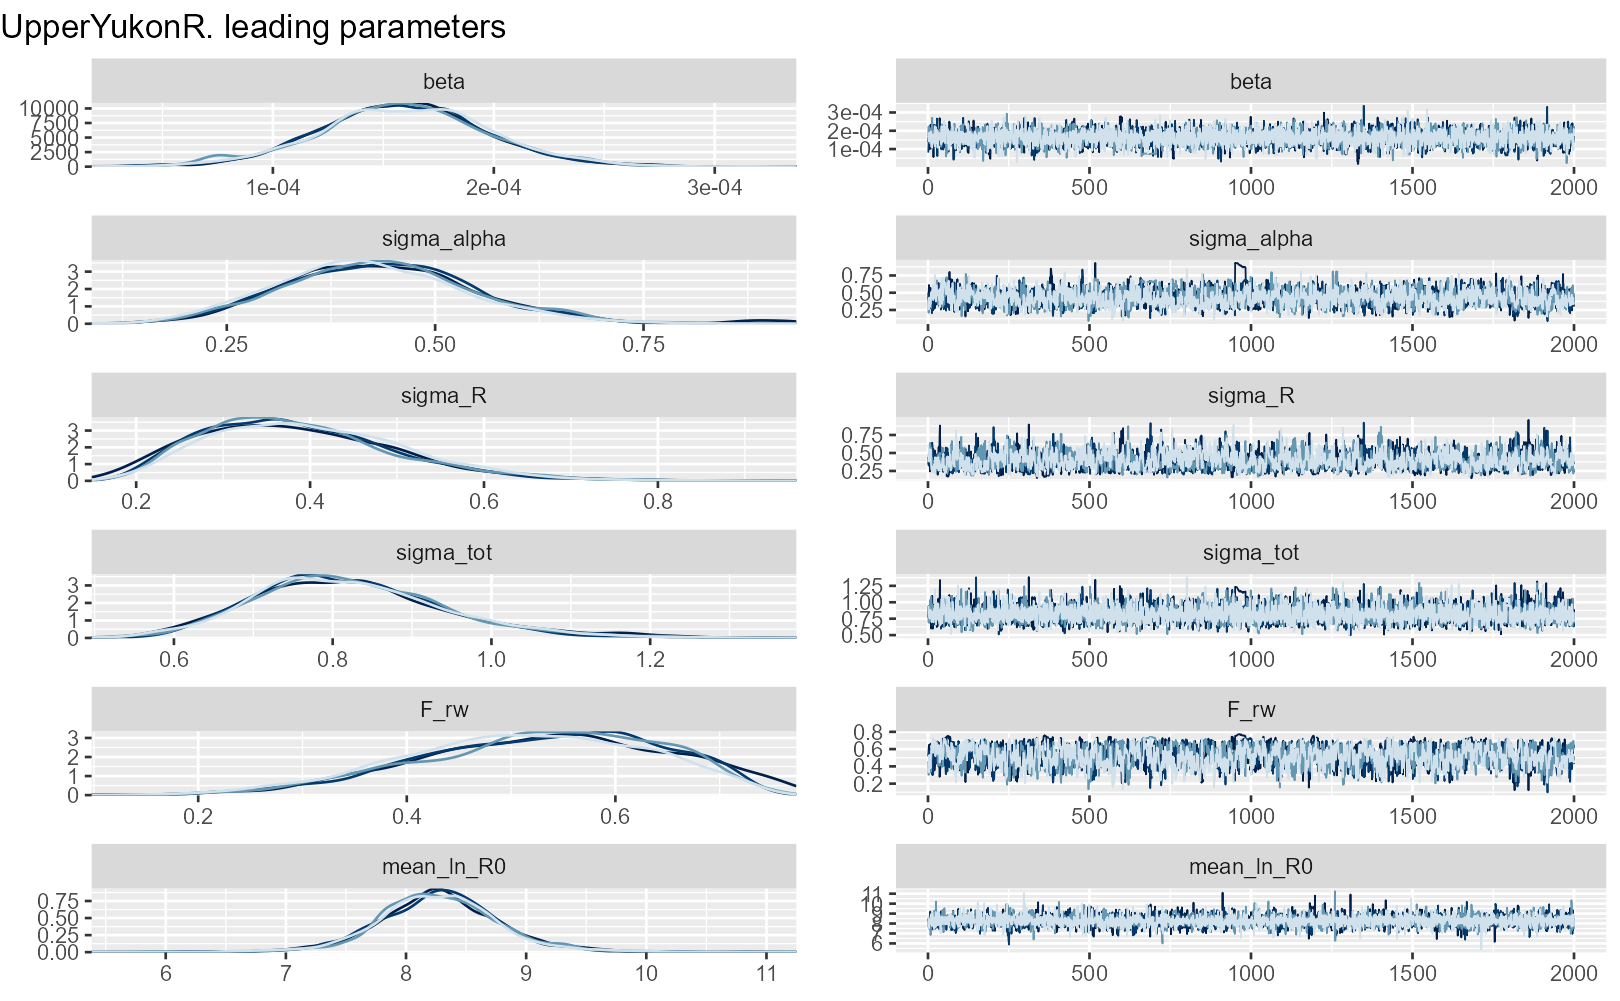 UpperYukonR. leading parameters
beta
10000
7500
5000
2500
0
1e-04 2e-04 3e-04
beta
3e-04
2e-04
1e-04
0 500 1000 1500 2000
sigma_alpha
3
2
1
0
0.25 0.50 0.75
sigma_alpha
0.75
0.50
0.25
0 500 1000 1500 2000
sigma_R
3
2
1
0
0.2 0.4 0.6 0.8
sigma_R
0.75
0.50
0.25
0 500 1000 1500 2000
sigma_tot
3
2
1
0
0.6 0.8 1.0 1.2
sigma_tot
1.25
1.00
0.75
0.50
0 500 1000 1500 2000
F_rw
3
2
1
0
0.2 0.4 0.6
F_rw
0.8
0.6
0.4
0.2
0 500 1000 1500 2000
mean_ln_R0
0.75
0.50
0.25
0.00
6 7 8 9 10 11
mean_ln_R0
11
10
9
8
7
6
0 500 1000 1500 2000